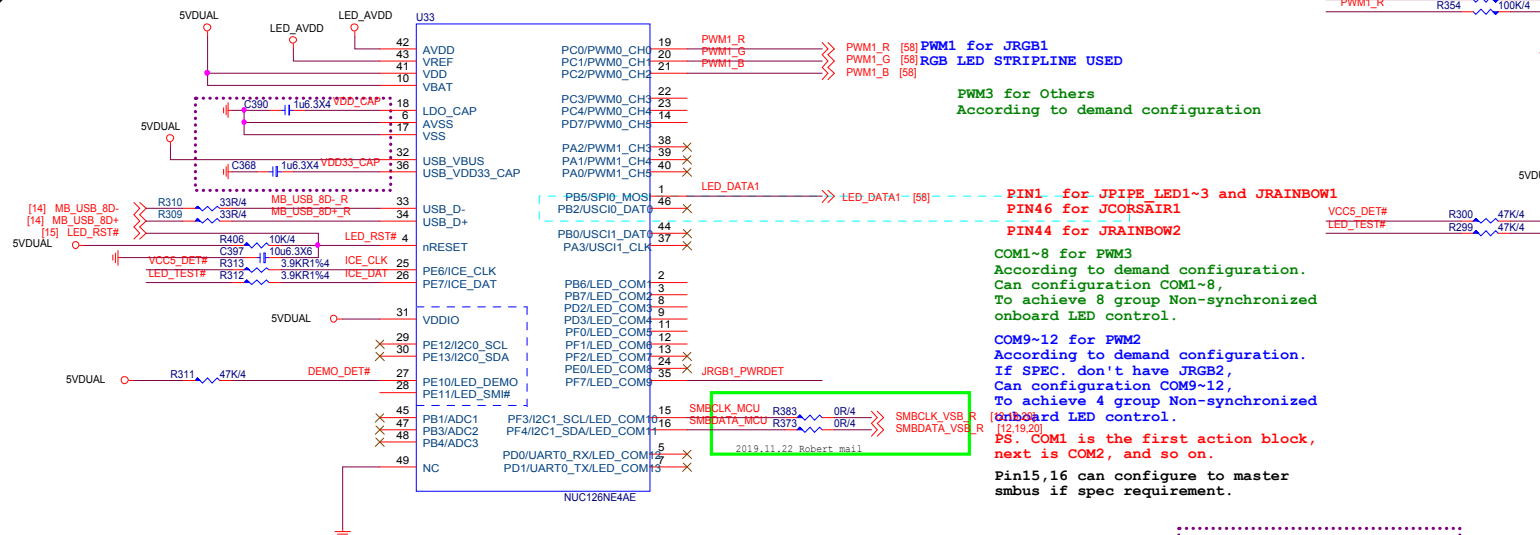 PWM1_R
R354 100K/4
5VDUAL
LED_AVDD
LED_AVDD
U33
42 AVDD
43 VREF
41 VDD
10 VBAT
C390 1u6.3X4 VDD_CAP 18 LDO_CAP
6 AVSS
17 VSS
5VDUAL
32 USB_VBUS
C368 1u6.3X4 VDD33_CAP 36 USB_VDD33_CAP
[14] MB_USB_8D- R310 33R/4 MB_USB_8D-_R 33 USB_D-
[14] MB_USB_8D+ R309 33R/4 MB_USB_8D+_R 34 USB_D+
[15] LED_RST#
5VDUAL R406 10K/4 LED_RST# 4 nRESET
C397 10u6.3X6
VCC5_DET# R313 3.9KR1%4 ICE_CLK 25 PE6/ICE_CLK
LED_TEST# R312 3.9KR1%4 ICE_DAT 26 PE7/ICE_DAT
5VDUAL 31 VDDIO
29 PE12/I2C0_SCL
30 PE13/I2C0_SDA
5VDUAL R311 47K/4 DEMO_DET# 27 PE10/LED_DEMO
28 PE11/LED_SMI#
45 PB1/ADC1
47 PB3/ADC2
48 PB4/ADC3
49 NC
PC0/PWM0_CH0 19 PWM1_R PWM1_R [58]
PC1/PWM0_CH1 20 PWM1_G PWM1_G [58]
PC2/PWM0_CH2 21 PWM1_B PWM1_B [58]
PC3/PWM0_CH3 22
PC4/PWM0_CH4 23
PD7/PWM0_CH5 14
PA2/PWM1_CH3 38
PA1/PWM1_CH4 39
PA0/PWM1_CH5 40
PB5/SPI0_MOSI 1 LED_DATA1 LED_DATA1 [58]
PB2/USCI0_DAT0 46
PB0/USCI1_DAT0 44
PA3/USCI1_CLK 37
PB6/LED_COM1 2
PB7/LED_COM2 3
PD2/LED_COM3 8
PD3/LED_COM4 9
PF0/LED_COM5 11
PF1/LED_COM6 12
PF2/LED_COM7 13
PE0/LED_COM8 24
PF7/LED_COM9 35 JRGB1_PWRDET
PF3/I2C1_SCL/LED_COM10 15 SMBCLK_MCU R383 0R/4 SMBCLK_VSB_R [12,19,20]
PF4/I2C1_SDA/LED_COM11 16 SMBDATA_MCU R373 0R/4 SMBDATA_VSB_R [12,19,20]
2019.11.22 Robert mail
PD0/UART0_RX/LED_COM12 5
PD1/UART0_TX/LED_COM13 7
NUC126NE4AE
PWM1 for JRGB1
RGB LED STRIPLINE USED
PWM3 for Others
According to demand configuration
PIN1 for JPIPE_LED1~3 and JRAINBOW1
PIN46 for JCORSAIR1
PIN44 for JRAINBOW2
COM1~8 for PWM3
According to demand configuration.
Can configuration COM1~8,
To achieve 8 group Non-synchronized
onboard LED control.
COM9~12 for PWM2
According to demand configuration.
If SPEC. don't have JRGB2,
Can configuration COM9~12,
To achieve 4 group Non-synchronized
onboard LED control.
PS. COM1 is the first action block,
next is COM2, and so on.
Pin15,16 can configure to master
smbus if spec requirement.
VCC5_DET# R300 47K/4
LED_TEST# R299 47K/4